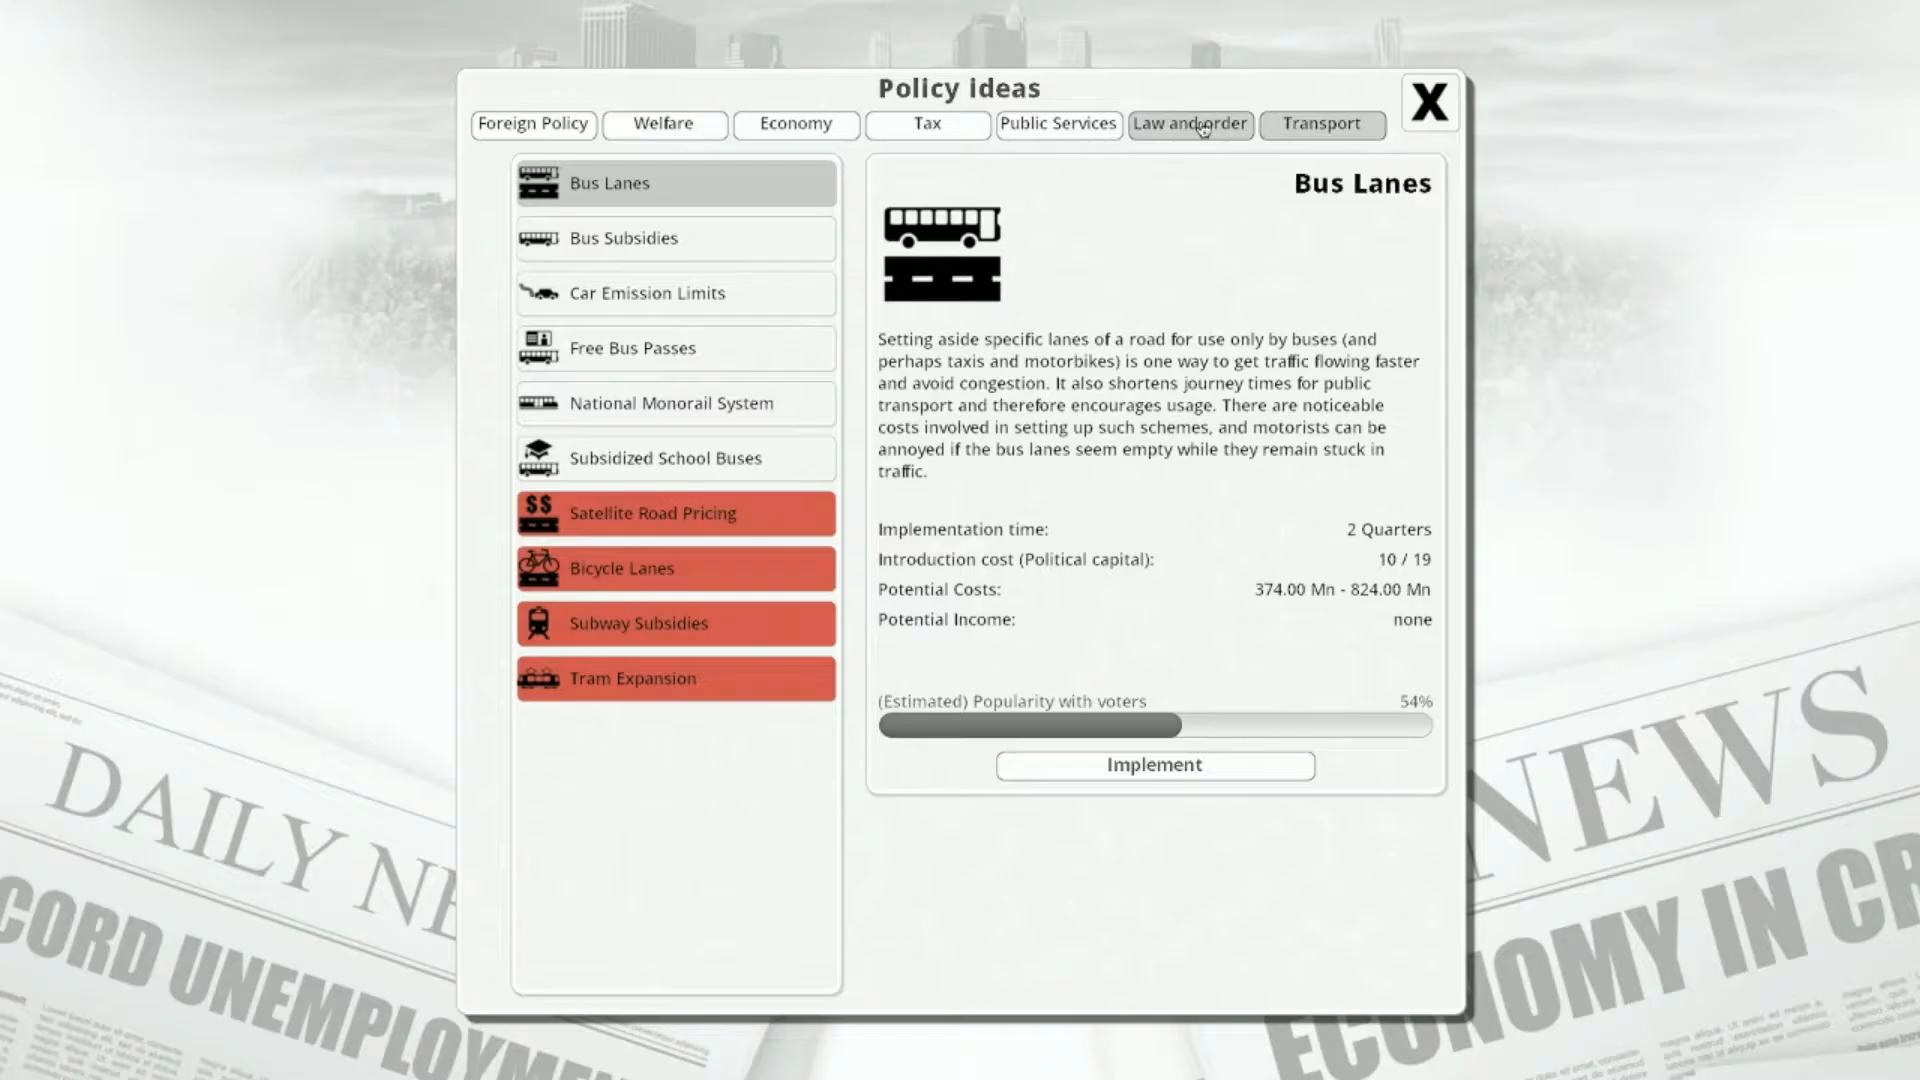 Policy ideas
X
Foreign Policy
Welfare
Economy
Tax
Public Services
Law and order
Transport
Bus Lanes
Bus Subsidies
Car Emission Limits
Free Bus Passes
National Monorail System
Subsidized School Buses
$$
Satellite Road Pricing
Bicycle Lanes
Subway Subsidies
Tram Expansion
Bus Lanes
Setting aside specific lanes of a road for use only by buses (and
perhaps taxis and motorbikes) is one way to get traffic flowing faster
and avoid congestion. It also shortens journey times for public
transport and therefore encourages usage. There are noticeable
costs involved in setting up such schemes, and motorists can be
annoyed if the bus lanes seem empty while they remain stuck in
traffic.
Implementation time: 2 Quarters
Introduction cost (Political capital): 10 / 19
Potential Costs: 374.00 Mn - 824.00 Mn
Potential Income: none
(Estimated) Popularity with voters 54%
Implement
DAILY NE
CORD UNEMPLOYME
NEWS
ECONOMY IN CR